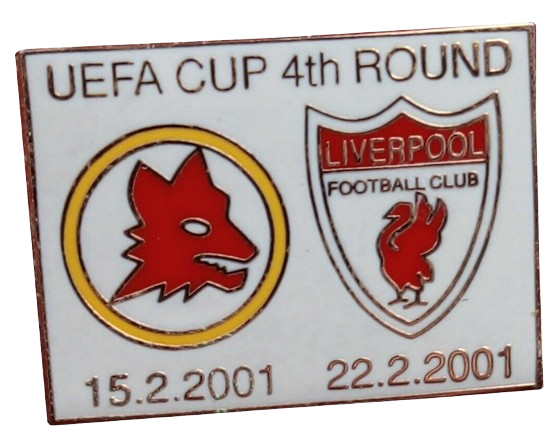 UEFA CUP 4th ROUND
LIVERPOOL
FOOTBALL CLUB
15.2.2001
22.2.2001